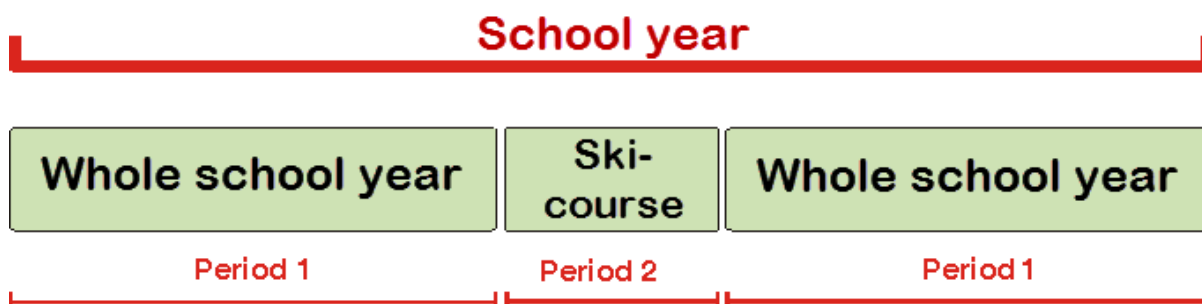 School year
Whole school year
Ski-
course
Whole school year
Period 1
Period 2
Period 1